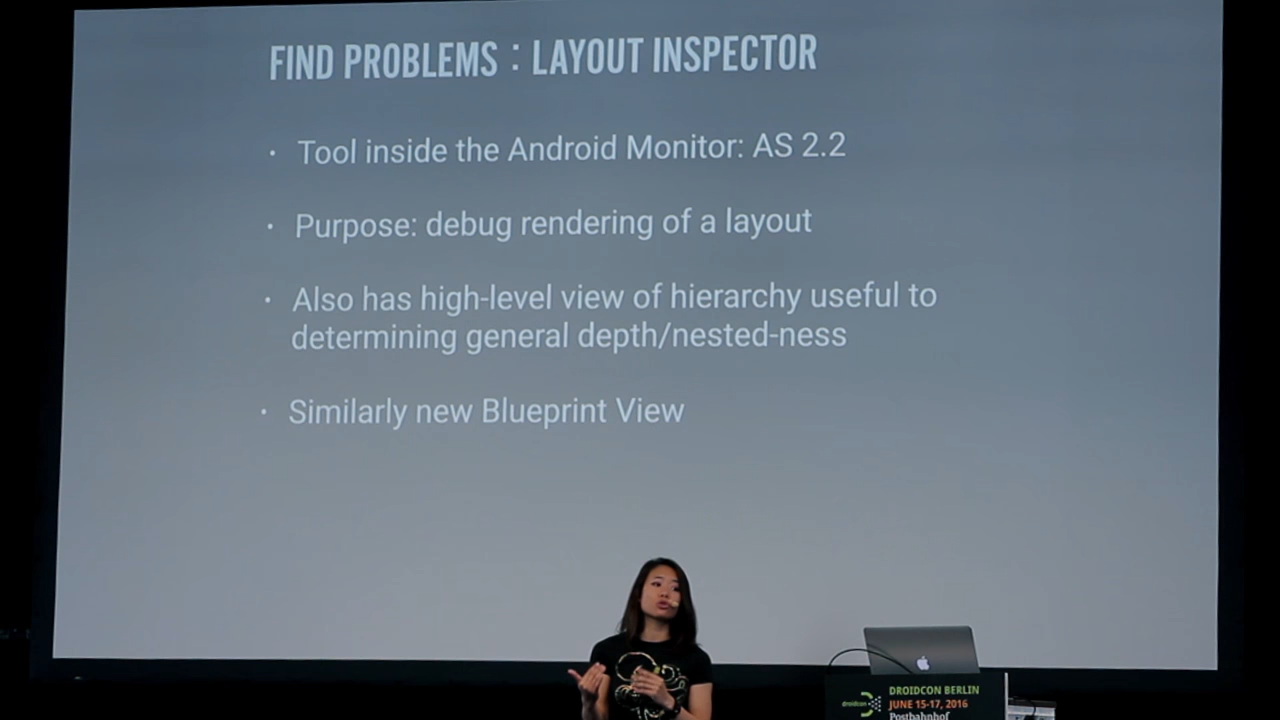 FIND PROBLEMS : LAYOUT INSPECTOR
· Tool inside the Android Monitor: AS 2.2
· Purpose: debug rendering of a layout
· Also has high-level view of hierarchy useful to
determining general depth/nested-ness
· Similarly new Blueprint View
droidcon
DROIDCON BERLIN
JUNE 15-17, 2016
Postbahnhof